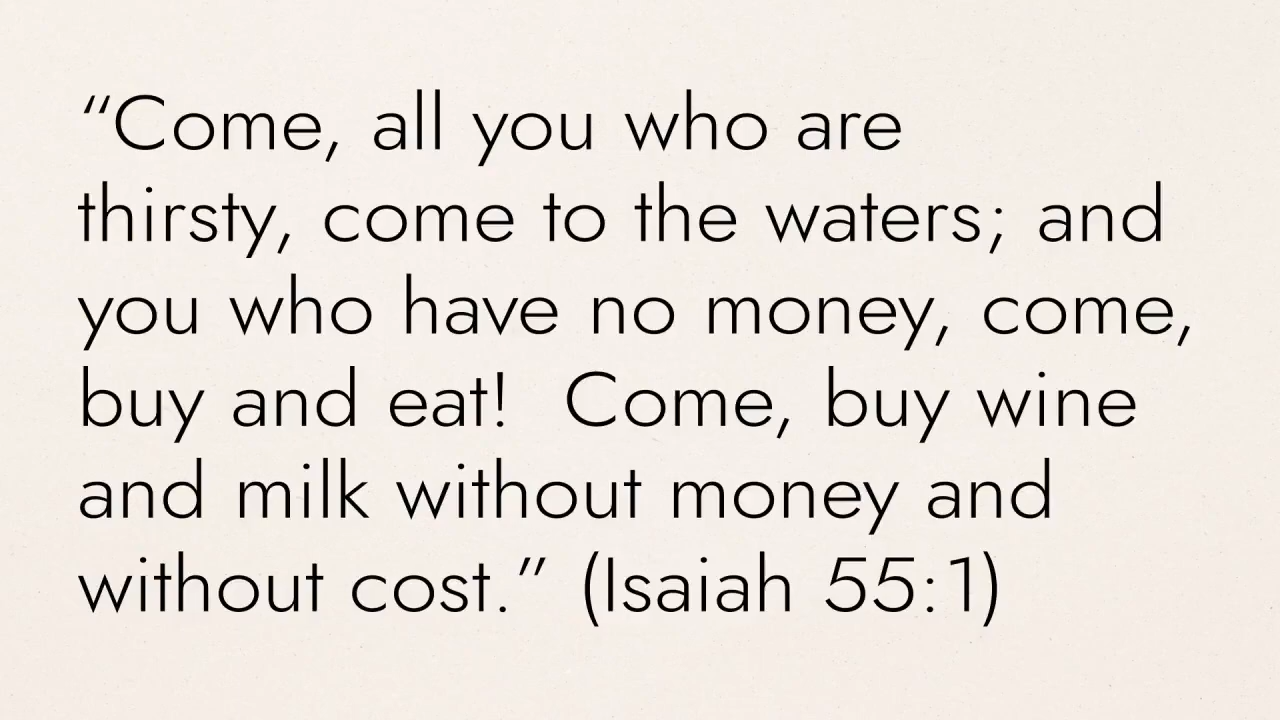 “Come, all you who are
thirsty, come to the waters; and
you who have no money, come,
buy and eat!  Come, buy wine
and milk without money and
without cost.” (Isaiah 55:1)